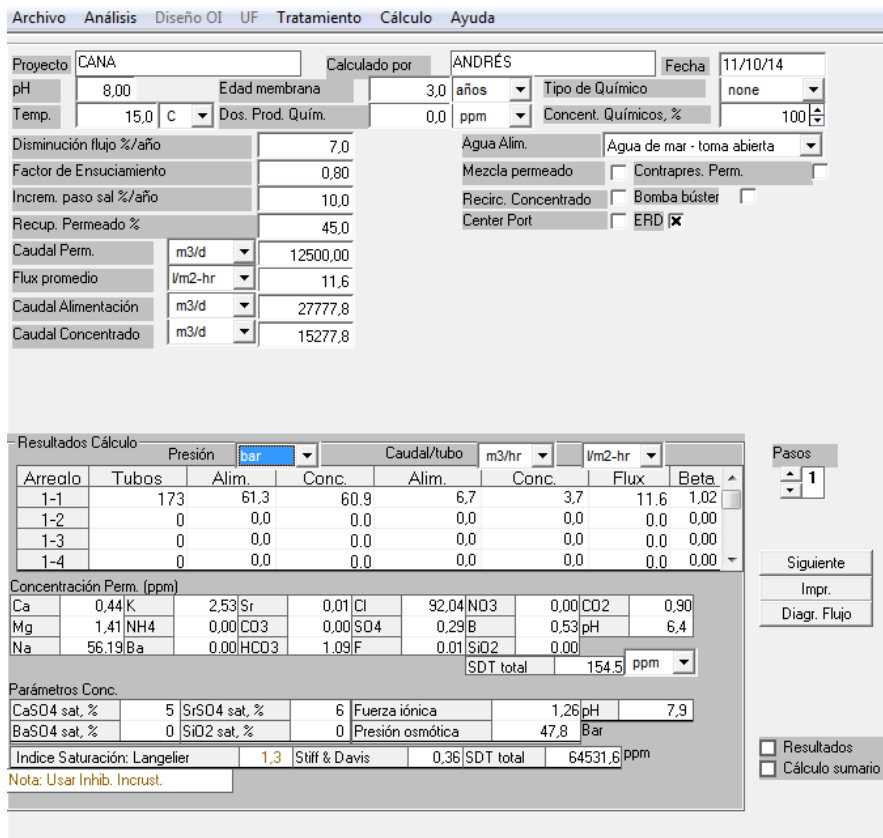 Archivo Análisis Diseño OI UF Tratamiento Cálculo Ayuda
Proyecto CANA Calculado por ANDRÉS Fecha 11/10/14
pH 8,00 Edad membrana 3,0 años Tipo de Químico none
Temp. 15,0 C Dos. Prod. Quím. 0,0 ppm Concent. Químicos, % 100
Disminución flujo %/año 7,0 Agua Alim. Agua de mar - toma abierta
Factor de Ensuciamiento 0,80 Mezcla permeado Contrapres. Perm.
Increm. paso sal %/año 10,0 Recirc. Concentrado Bomba búster
Recup. Permeado % 45,0 Center Port ERD
Caudal Perm. m3/d 12500,00
Flux promedio l/m2-hr 11,6
Caudal Alimentación m3/d 27777,8
Caudal Concentrado m3/d 15277,8
Resultados Cálculo
Presión bar Caudal/tubo m3/hr l/m2-hr Pasos
Arreglo Tubos Alim. Conc. Alim. Conc. Flux Beta 1
1-1 173 61,3 60.9 6,7 3,7 11.6 1,02
1-2 0 0,0 0.0 0,0 0,0 0.0 0,00
1-3 0 0,0 0.0 0,0 0,0 0.0 0,00
1-4 0 0,0 0.0 0,0 0,0 0.0 0,00
Siguiente
Concentración Perm. (ppm) Impr.
Ca 0,44 K 2,53 Sr 0,01 Cl 92,04 NO3 0,00 CO2 0,90 Diagr. Flujo
Mg 1,41 NH4 0,00 CO3 0,00 SO4 0,29 B 0,53 pH 6,4
Na 56.19 Ba 0.00 HCO3 1.09 F 0.01 SiO2 0.00
SDT total 154.5 ppm
Parámetros Conc.
CaSO4 sat, % 5 SrSO4 sat, % 6 Fuerza iónica 1,26 pH 7,9
BaSO4 sat, % 0 SiO2 sat, % 0 Presión osmótica 47,8 Bar
Indice Saturación: Langelier 1,3 Stiff & Davis 0,36 SDT total 64531,6 ppm
Resultados
Nota: Usar Inhib. Incrust. Cálculo sumario